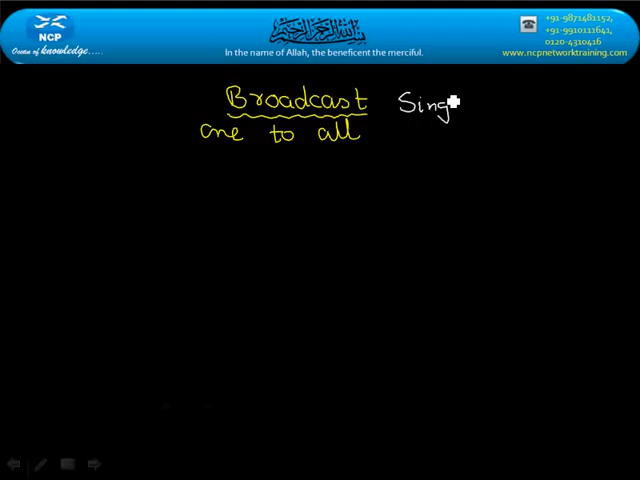 NCP
Ocean of knowledge.....
بسم الله الرحمن الرحيم
In the name of Allah, the beneficent the merciful.
+91-9871481152,
+91-9910111641,
0120-4310416
www.ncpnetworktraining.com
Broadcast Sing
one to all